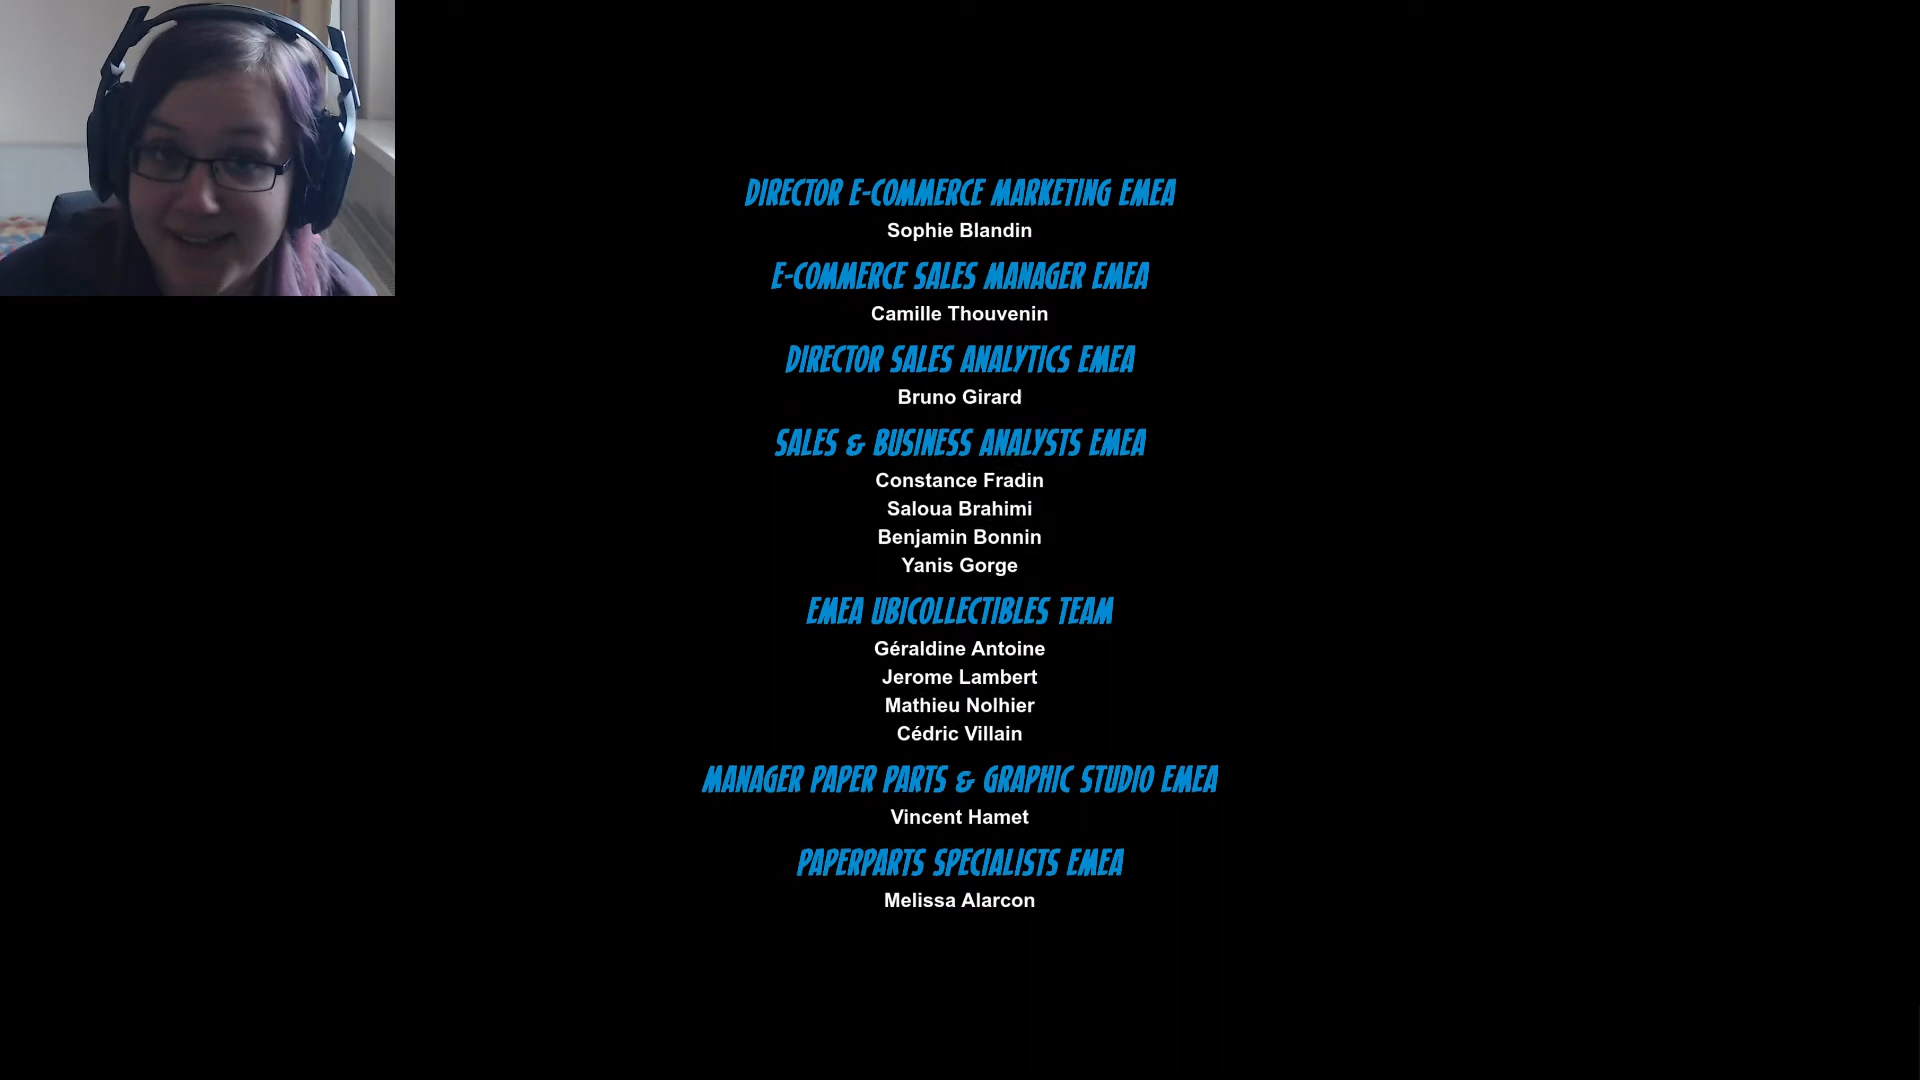 DIRECTOR E-COMMERCE MARKETING EMEA
Sophie Blandin
E-COMMERCE SALES MANAGER EMEA
Camille Thouvenin
DIRECTOR SALES ANALYTICS EMEA
Bruno Girard
SALES & BUSINESS ANALYSTS EMEA
Constance Fradin
Saloua Brahimi
Benjamin Bonnin
Yanis Gorge
EMEA UBICOLLECTIBLES TEAM
Géraldine Antoine
Jerome Lambert
Mathieu Nolhier
Cédric Villain
MANAGER PAPER PARTS & GRAPHIC STUDIO EMEA
Vincent Hamet
PAPERPARTS SPECIALISTS EMEA
Melissa Alarcon